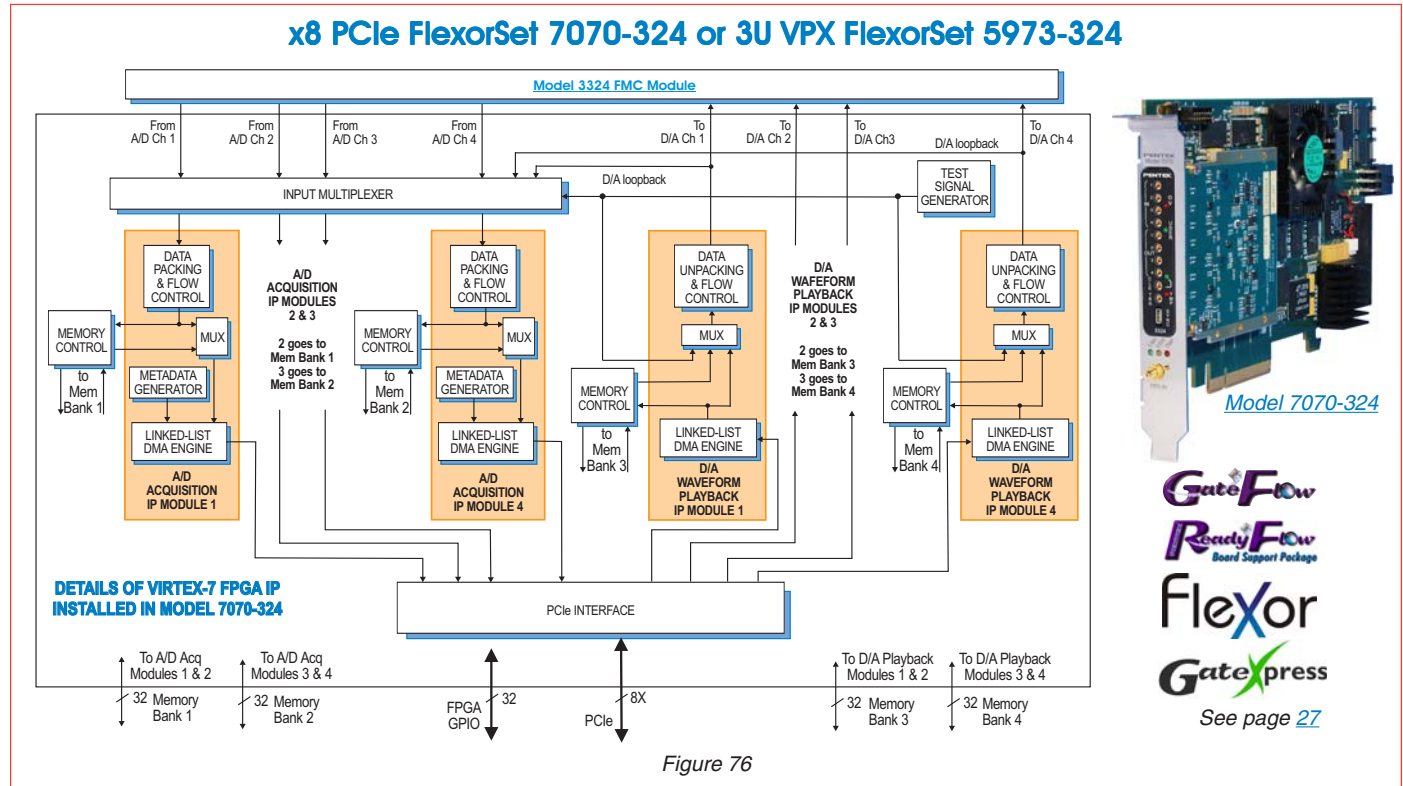 x8 PCIe FlexorSet 7070-324 or 3U VPX FlexorSet 5973-324
Model 3324 FMC Module
From
A/D Ch 1
From
A/D Ch 2
From
A/D Ch 3
From
A/D Ch 4
To
D/A Ch 1
To
D/A Ch 2
To
D/A Ch3
To
D/A Ch 4
D/A loopback
D/A loopback
INPUT MULTIPLEXER
TEST
SIGNAL
GENERATOR
DATA
PACKING
& FLOW
CONTROL
MUX
MEMORY
CONTROL
to
Mem
Bank 1
METADATA
GENERATOR
LINKED-LIST
DMA ENGINE
A/D
ACQUISITION
IP MODULE 1
A/D
ACQUISITION
IP MODULES
2 & 3
2 goes to
Mem Bank 1
3 goes to
Mem Bank 2
DATA
PACKING
& FLOW
CONTROL
MUX
MEMORY
CONTROL
to
Mem
Bank 2
METADATA
GENERATOR
LINKED-LIST
DMA ENGINE
A/D
ACQUISITION
IP MODULE 4
DATA
UNPACKING
& FLOW
CONTROL
MUX
MEMORY
CONTROL
to
Mem
Bank 3
LINKED-LIST
DMA ENGINE
D/A
WAVEFORM
PLAYBACK
IP MODULE 1
D/A
WAFEFORM
PLAYBACK
IP MODULES
2 & 3
2 goes to
Mem Bank 3
3 goes to
Mem Bank 4
DATA
UNPACKING
& FLOW
CONTROL
MUX
MEMORY
CONTROL
to
Mem
Bank 4
LINKED-LIST
DMA ENGINE
D/A
WAVEFORM
PLAYBACK
IP MODULE 4
DETAILS OF VIRTEX-7 FPGA IP
INSTALLED IN MODEL 7070-324
PCIe INTERFACE
To A/D Acq
Modules 1 & 2
32 Memory
Bank 1
To A/D Acq
Modules 3 & 4
32 Memory
Bank 2
32
FPGA
GPIO
8X
PCIe
To D/A Playback
Modules 1 & 2
32 Memory
Bank 3
To D/A Playback
Modules 3 & 4
32 Memory
Bank 4
Figure 76
PENTEK
3324
Model 7070-324
GateFlow
ReadyFlow
Board Support Package
FleXor
GateXpress
See page 27